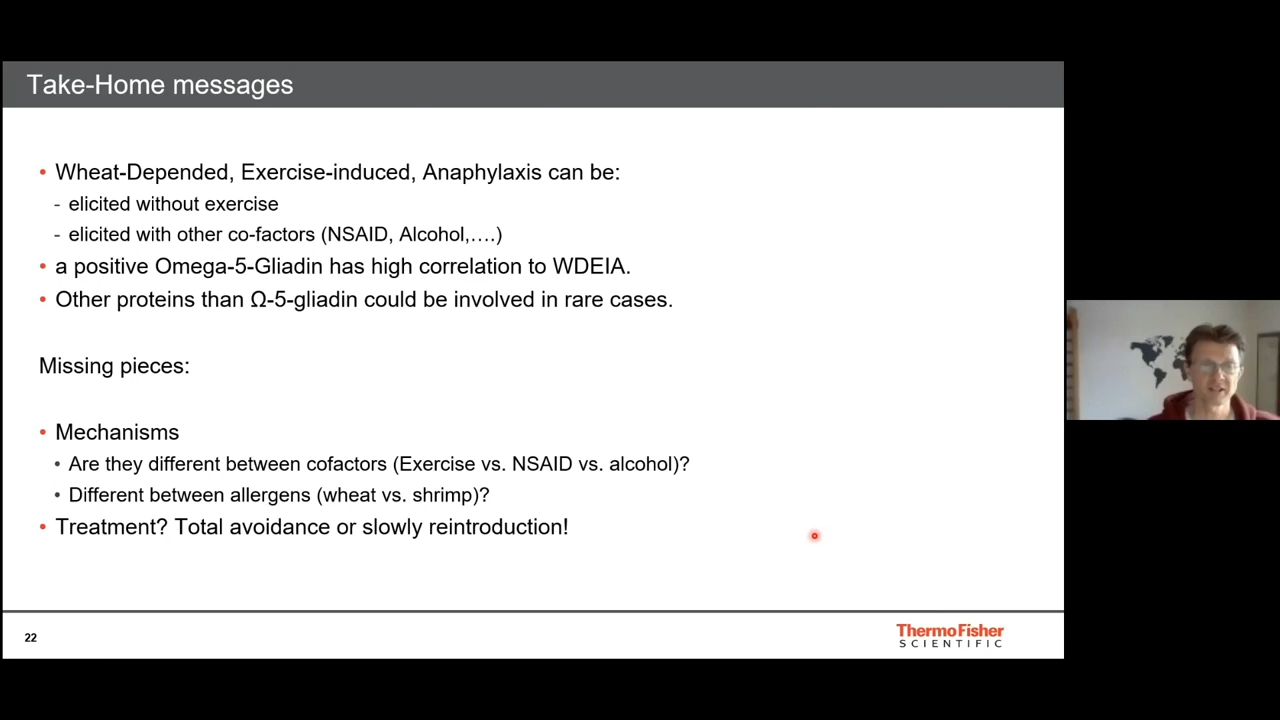 Take-Home messages
• Wheat-Depended, Exercise-induced, Anaphylaxis can be:
- elicited without exercise
- elicited with other co-factors (NSAID, Alcohol,….)
• a positive Omega-5-Gliadin has high correlation to WDEIA.
• Other proteins than Ω-5-gliadin could be involved in rare cases.
Missing pieces:
• Mechanisms
• Are they different between cofactors (Exercise vs. NSAID vs. alcohol)?
• Different between allergens (wheat vs. shrimp)?
• Treatment? Total avoidance or slowly reintroduction!
22
ThermoFisher
SCIENTIFIC